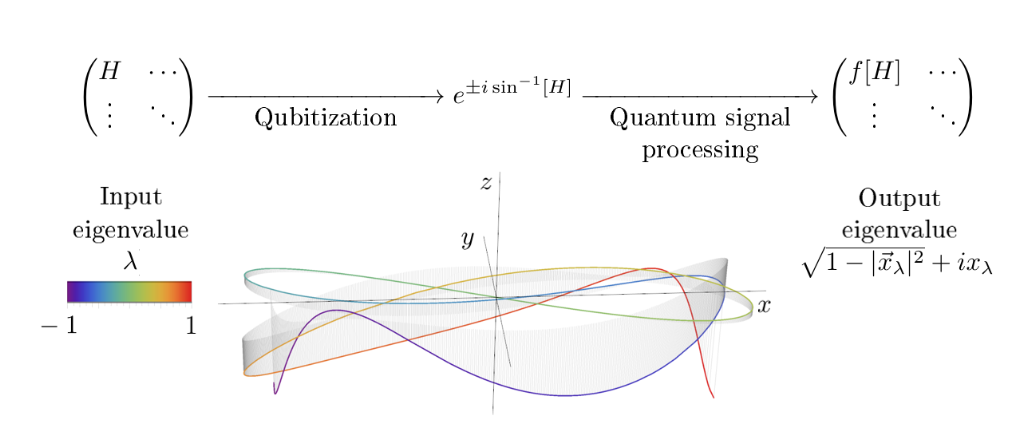 (H ⋯ ⋮ ⋱) e^{±i sin^{-1}[H]} (f[H] ⋯ ⋮ ⋱)
Qubitization
Quantum signal
processing
Input
eigenvalue
λ
−1 1
z
y
x
Output
eigenvalue
√(1 − |x⃗_λ|²) + ix_λ